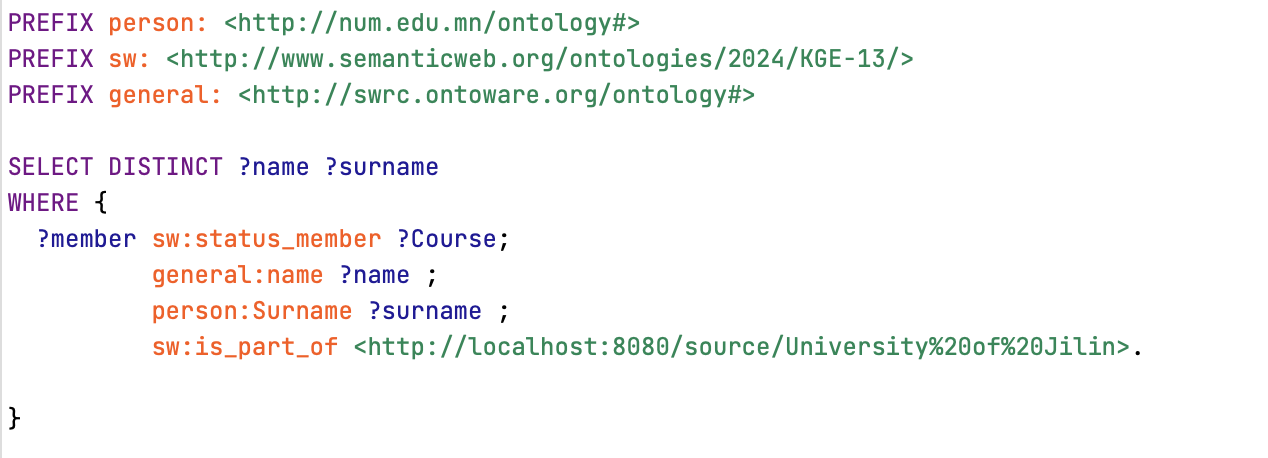 PREFIX person: <http://num.edu.mn/ontology#>
PREFIX sw: <http://www.semanticweb.org/ontologies/2024/KGE-13/>
PREFIX general: <http://swrc.ontoware.org/ontology#>
SELECT DISTINCT ?name ?surname
WHERE {
?member sw:status_member ?Course;
general:name ?name ;
person:Surname ?surname ;
sw:is_part_of <http://localhost:8080/source/University%20of%20Jilin>.
}